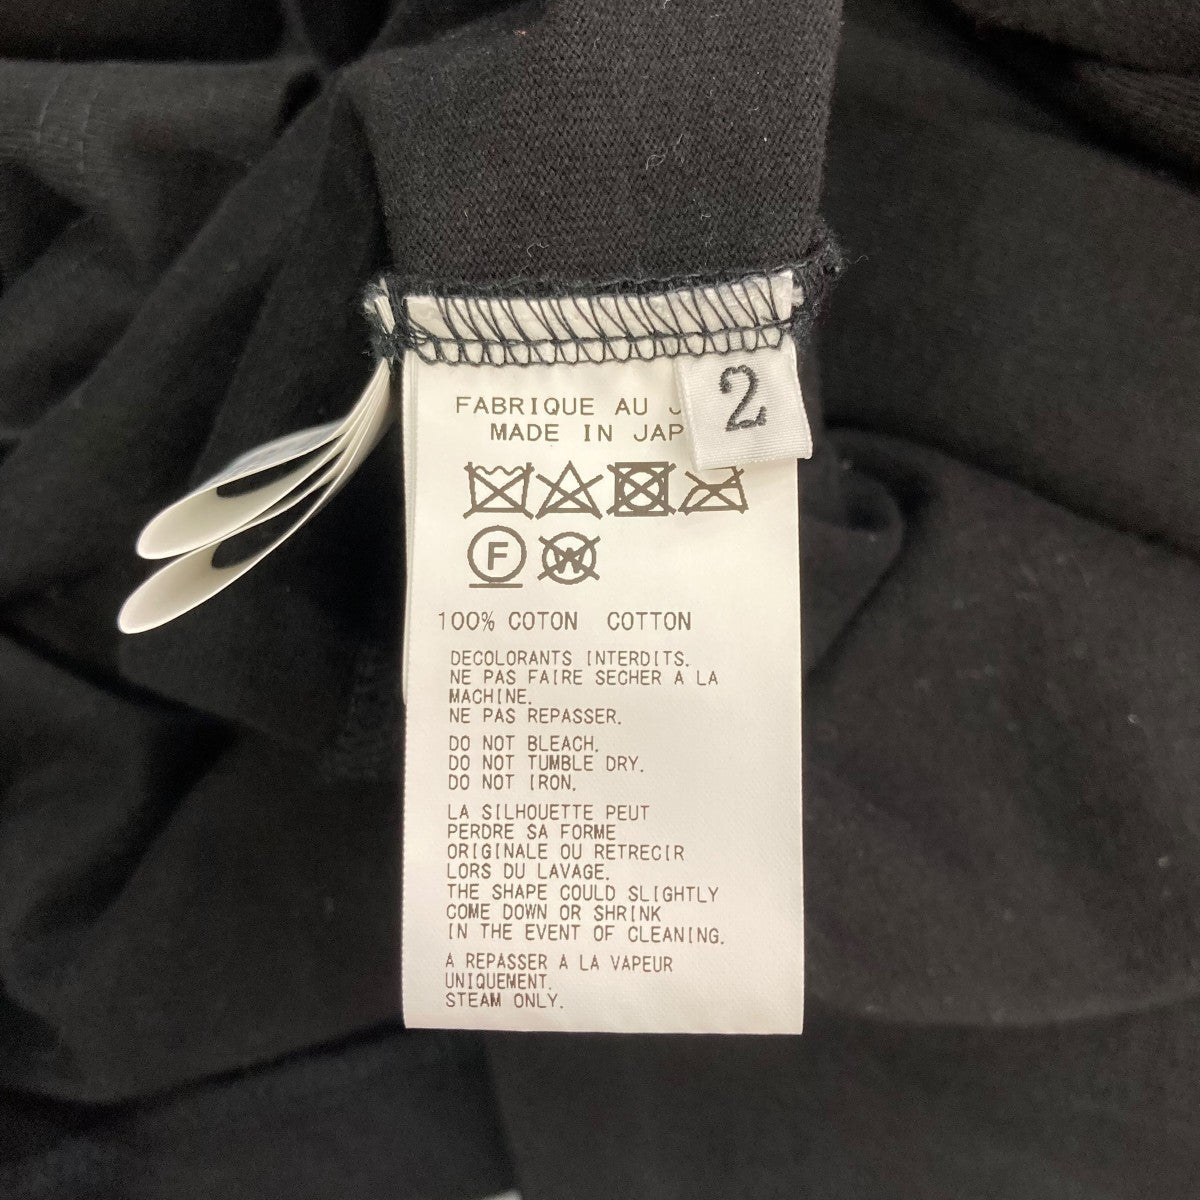 FABRIQUE AU
MADE IN
2
F
W
100% COTON COTTON
DECOLORANTS INTERDITS.
NE PAS FAIRE SECHER A LA
MACHINE.
NE PAS REPASSER.
DO NOT BLEACH.
DO NOT TUMBLE DRY.
DO NOT IRON.
LA SILHOUETTE PEUT
PERDRE SA FORME
ORIGINALE OU RETRECIR
LORS DU LAVAGE.
THE SHAPE COULD SLIGHTLY
COME DOWN OR SHRINK
IN THE EVENT OF CLEANING.
A REPASSER A LA VAPEUR
UNIQUEMENT.
STEAM ONLY.